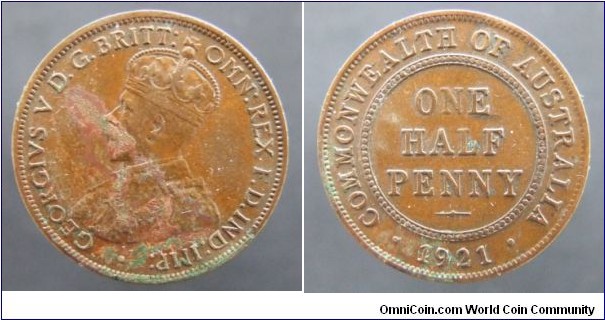 GEORGIVS V D.G.BRITT: OMN.REX F.D.IND.IMP.
COMMONWEALTH OF AUSTRALIA
ONE
HALF
PENNY
1921
OmniCoin.com World Coin Community